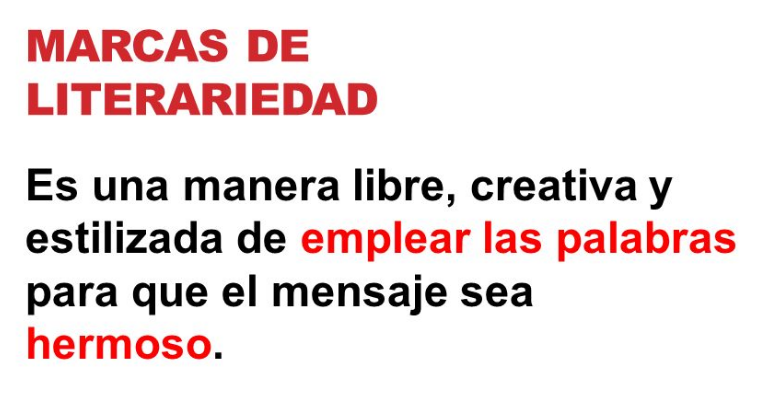 MARCAS DE
LITERARIEDAD
Es una manera libre, creativa y
estilizada de emplear las palabras
para que el mensaje sea
hermoso.